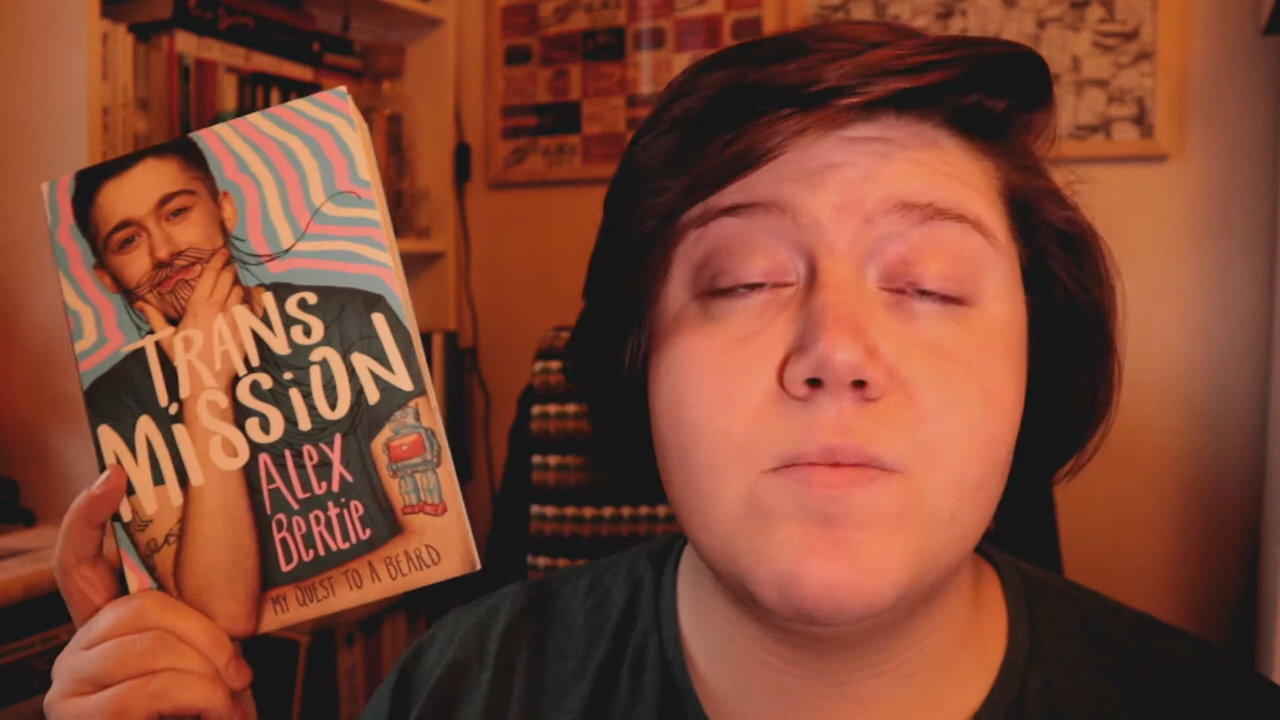 TRANS
MISSION
ALEX
BERTIE
MY QUEST TO A BEARD